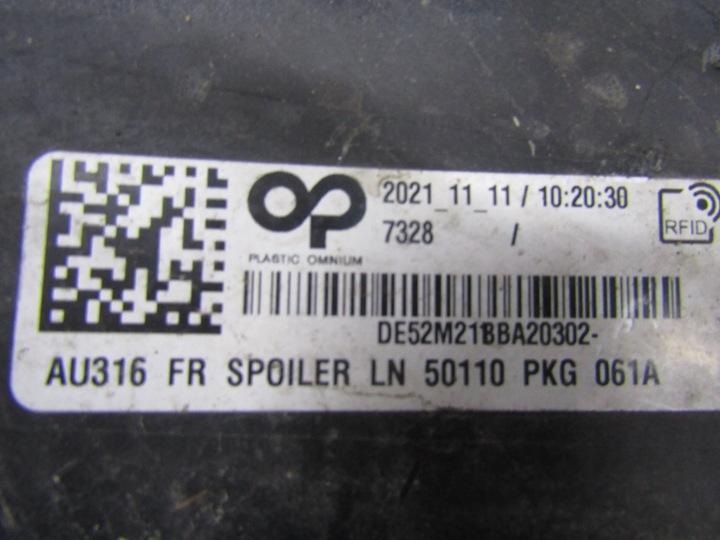 2021_11_11 / 10:20:30
7328 /
RFID
PLASTIC OMNIUM
DE52M21BBA20302-
AU316 FR SPOILER LN 50110 PKG 061A